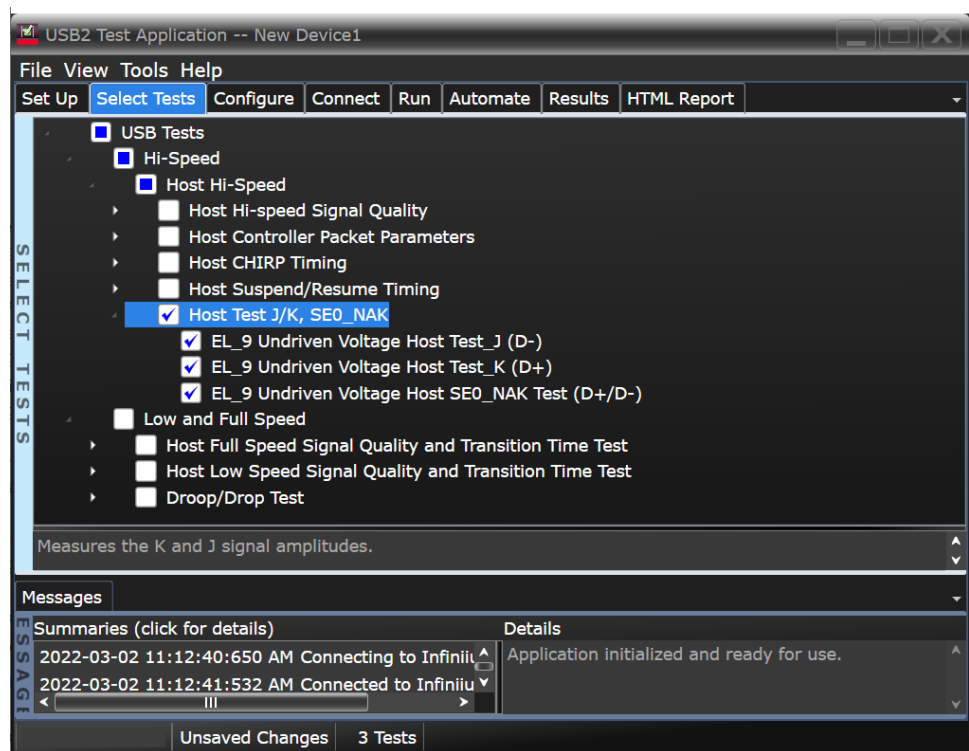 USB2 Test Application -- New Device1
File View Tools Help
Set Up Select Tests Configure Connect Run Automate Results HTML Report
SELECT TESTS
USB Tests
Hi-Speed
Host Hi-Speed
Host Hi-speed Signal Quality
Host Controller Packet Parameters
Host CHIRP Timing
Host Suspend/Resume Timing
Host Test J/K, SE0_NAK
EL_9 Undriven Voltage Host Test_J (D-)
EL_9 Undriven Voltage Host Test_K (D+)
EL_9 Undriven Voltage Host SE0_NAK Test (D+/D-)
Low and Full Speed
Host Full Speed Signal Quality and Transition Time Test
Host Low Speed Signal Quality and Transition Time Test
Droop/Drop Test
Measures the K and J signal amplitudes.
Messages
Summaries (click for details) Details
2022-03-02 11:12:40:650 AM Connecting to Application initialized and ready for use.
2022-03-02 11:12:41:532 AM Connected to
Unsaved Changes 3 Tests